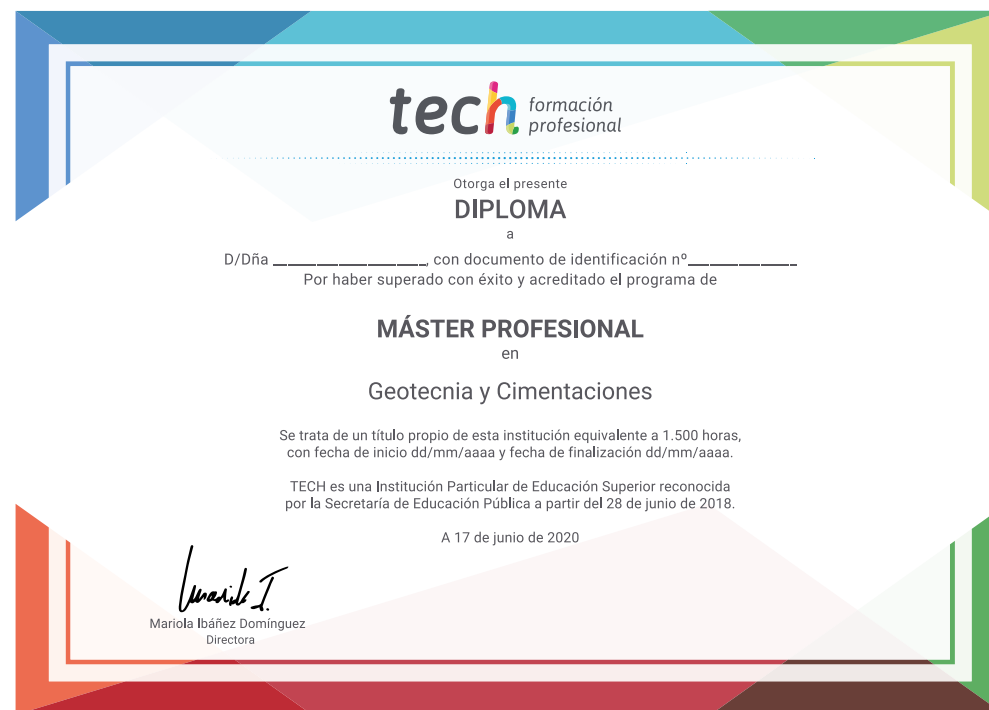 tech formación
profesional
Otorga el presente
DIPLOMA
a
D/Dña ____________________, con documento de identificación nº______________
Por haber superado con éxito y acreditado el programa de
MÁSTER PROFESIONAL
en
Geotecnia y Cimentaciones
Se trata de un título propio de esta institución equivalente a 1.500 horas,
con fecha de inicio dd/mm/aaaa y fecha de finalización dd/mm/aaaa.
TECH es una Institución Particular de Educación Superior reconocida
por la Secretaría de Educación Pública a partir del 28 de junio de 2018.
A 17 de junio de 2020
Mariola Ibáñez Domínguez
Directora